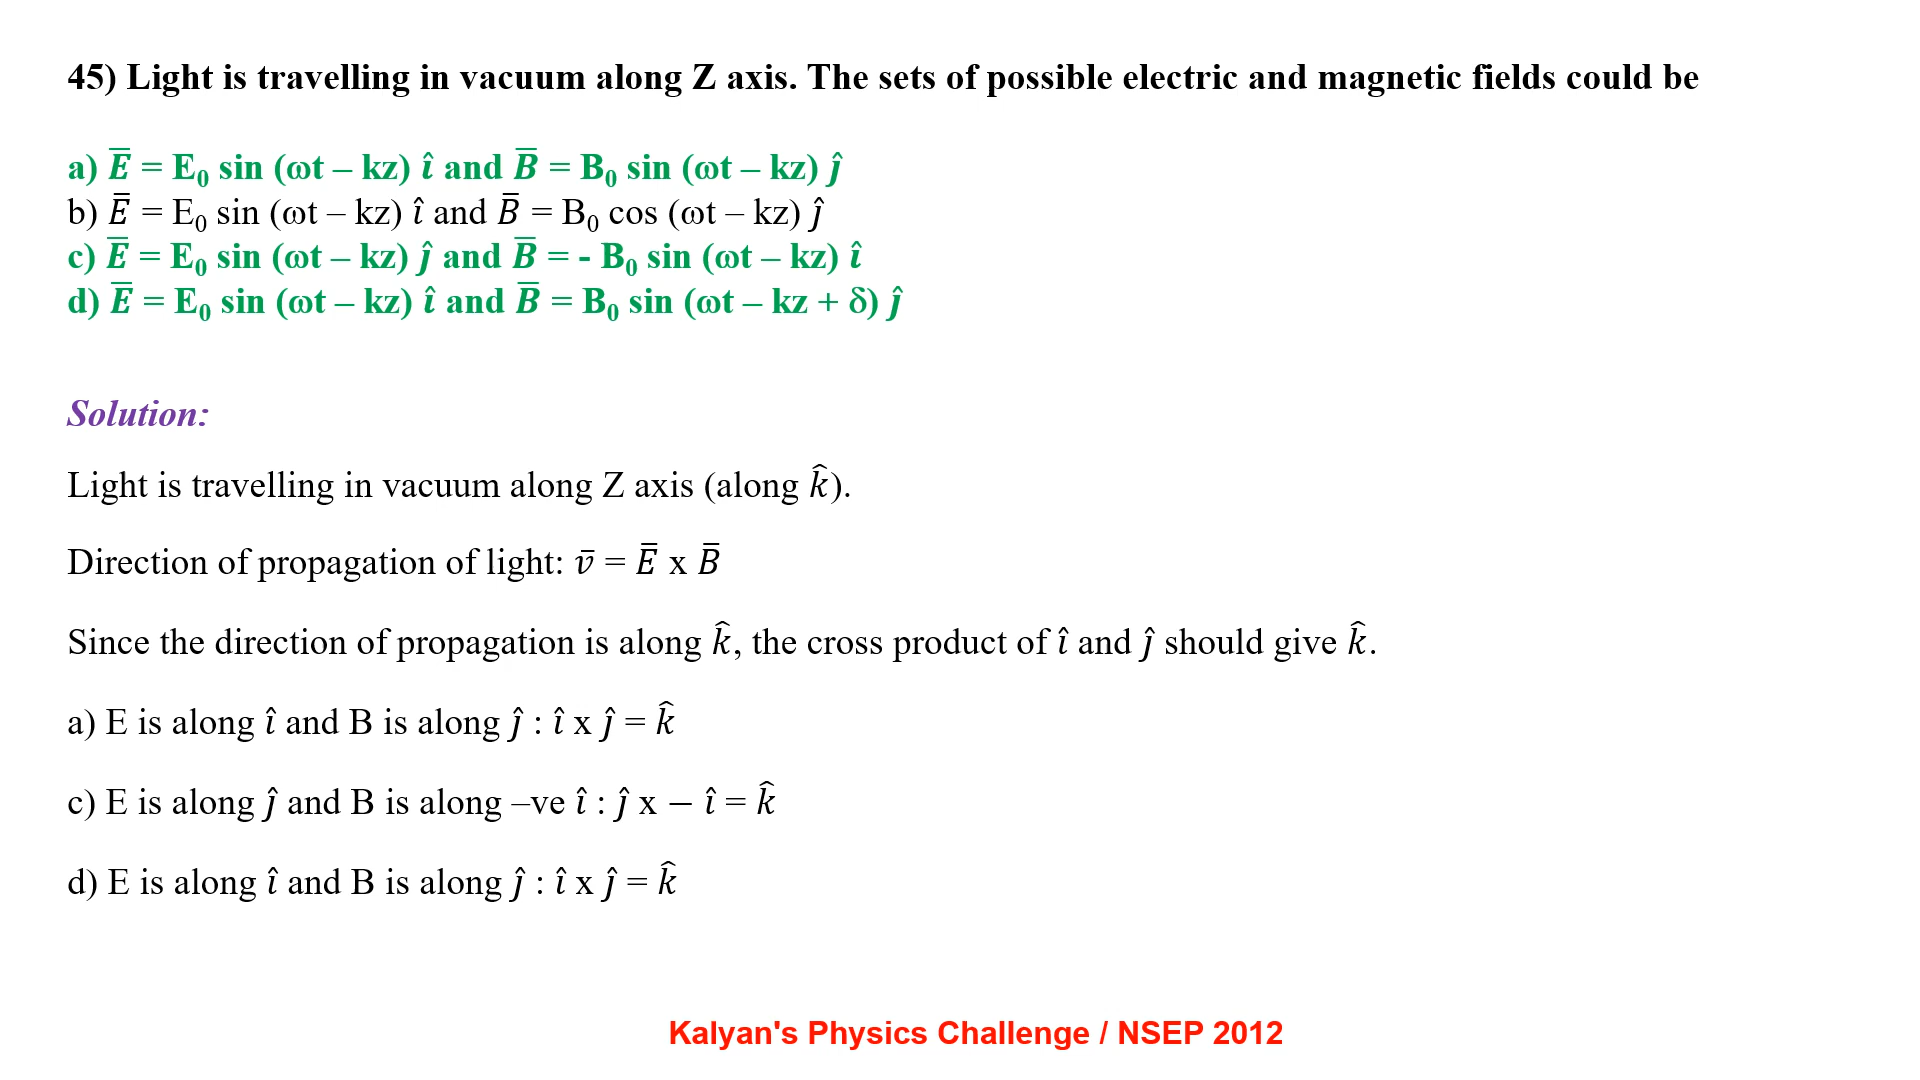 45) Light is travelling in vacuum along Z axis. The sets of possible electric and magnetic fields could be
a) E̅ = E₀ sin (ωt – kz) î and B̅ = B₀ sin (ωt – kz) ĵ
b) E̅ = E₀ sin (ωt – kz) î and B̅ = B₀ cos (ωt – kz) ĵ
c) E̅ = E₀ sin (ωt – kz) ĵ and B̅ = - B₀ sin (ωt – kz) î
d) E̅ = E₀ sin (ωt – kz) î and B̅ = B₀ sin (ωt – kz + δ) ĵ
Solution:
Light is travelling in vacuum along Z axis (along k̂).
Direction of propagation of light: v̅ = E̅ x B̅
Since the direction of propagation is along k̂, the cross product of î and ĵ should give k̂.
a) E is along î and B is along ĵ : î x ĵ = k̂
c) E is along ĵ and B is along –ve î : ĵ x − î = k̂
d) E is along î and B is along ĵ : î x ĵ = k̂
Kalyan's Physics Challenge / NSEP 2012